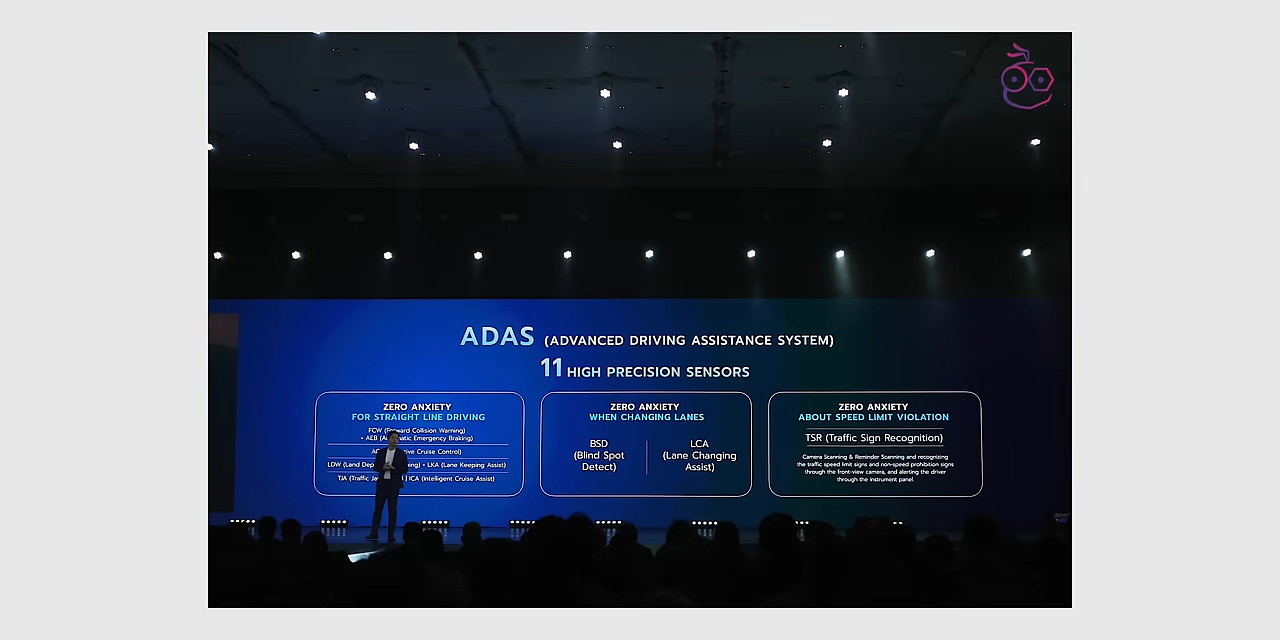 ADAS (ADVANCED DRIVING ASSISTANCE SYSTEM)
11 HIGH PRECISION SENSORS
ZERO ANXIETY
FOR STRAIGHT LINE DRIVING
FCW (Forward Collision Warning)
• AEB ( Emergency Braking)
Cruise Control)
LDW (Land • LKA (Lane Keeping Assist)
TJA (Traffic | ICA (Intelligent Cruise Assist)
ZERO ANXIETY
WHEN CHANGING LANES
BSD
(Blind Spot
Detect)
LCA
(Lane Changing
Assist)
ZERO ANXIETY
ABOUT SPEED LIMIT VIOLATION
TSR (Traffic Sign Recognition)
Camera Scanning & Reminder Scanning and recognizing
the traffic speed limit signs and non-speed prohibition signs
through the front-view camera, and alerting the driver
through the instrument panel